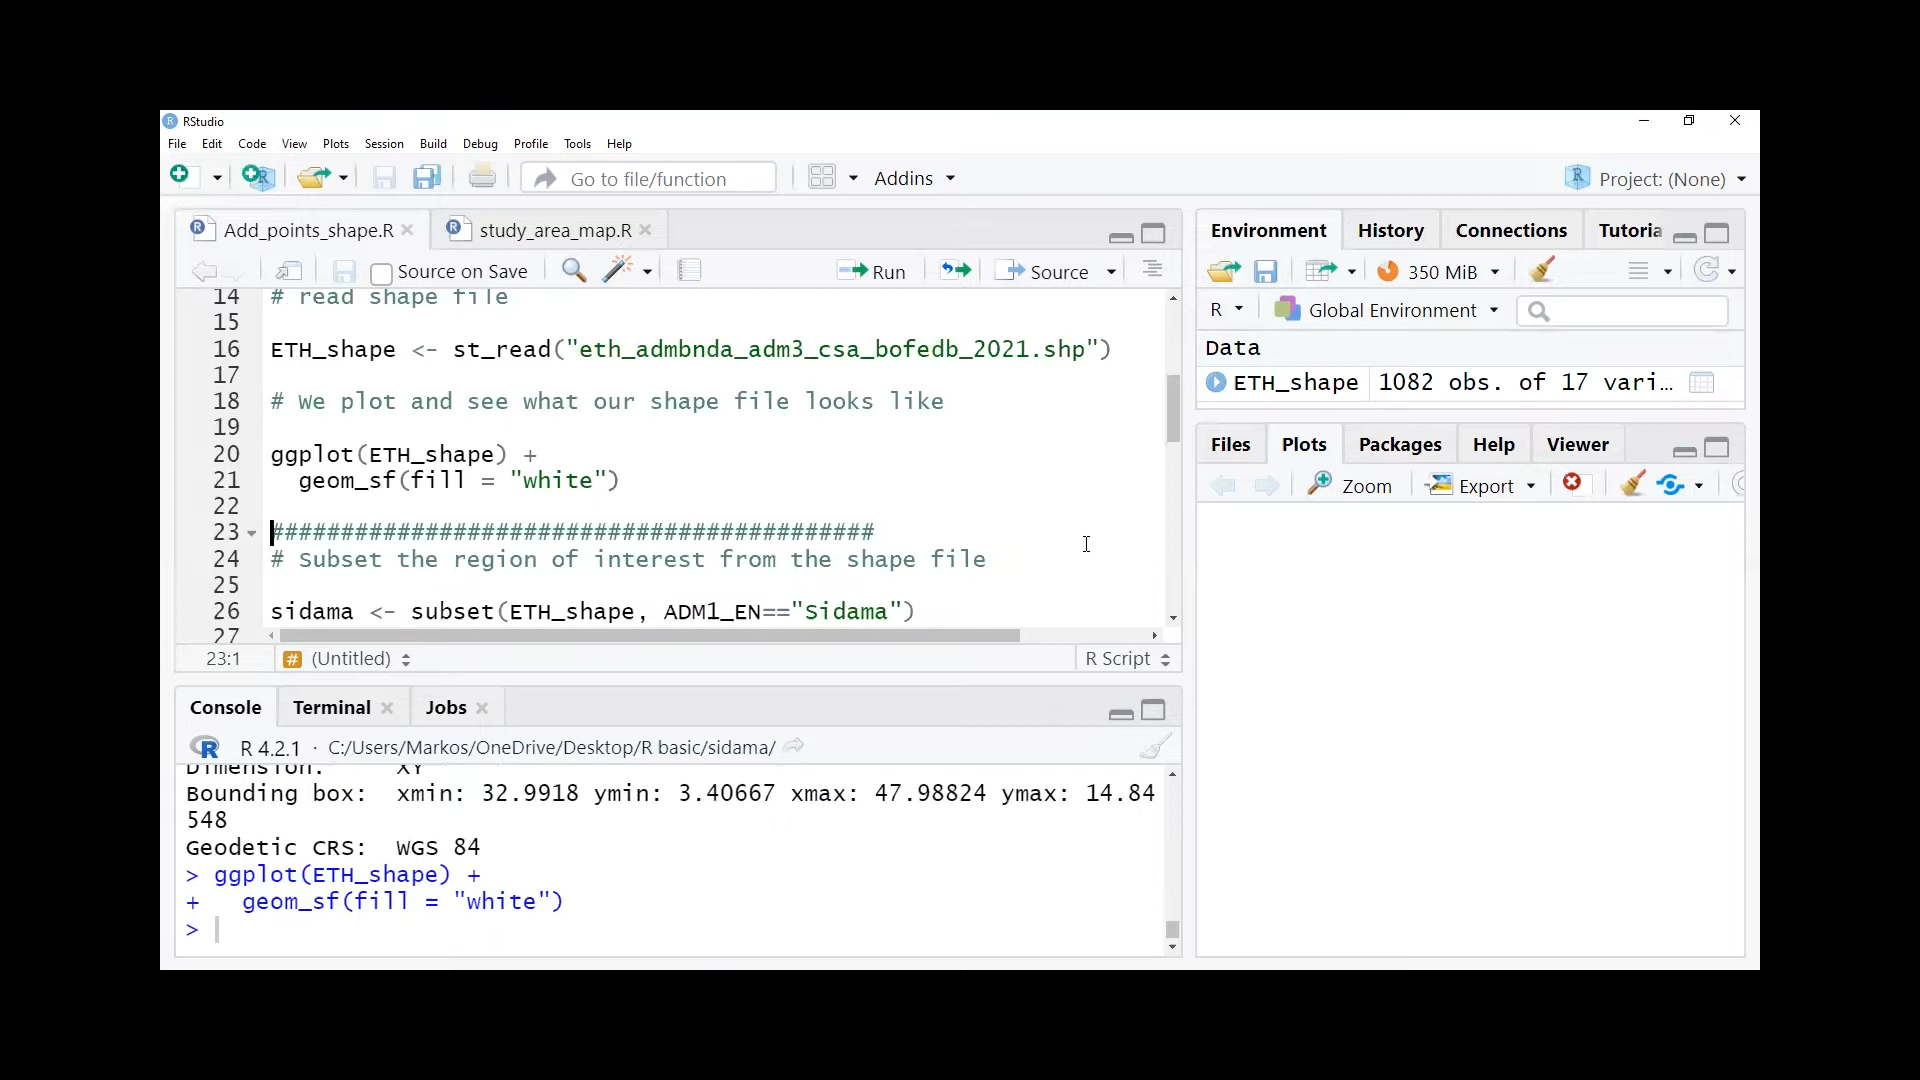 RStudio
File Edit Code View Plots Session Build Debug Profile Tools Help
Go to file/function Addins Project: (None)
Add_points_shape.R study_area_map.R
Source on Save Run Source
14 # read shape file
15
16 ETH_shape <- st_read("eth_admbnda_adm3_csa_bofedb_2021.shp")
17
18 # We plot and see what our shape file looks like
19
20 ggplot(ETH_shape) +
21 geom_sf(fill = "white")
22
23 ###########################################
24 # Subset the region of interest from the shape file
25
26 sidama <- subset(ETH_shape, ADM1_EN=="Sidama")
27
23:1 # (Untitled) R Script
Console Terminal Jobs
R 4.2.1 · C:/Users/Markos/OneDrive/Desktop/R basic/sidama/
Dimension: XY
Bounding box: xmin: 32.9918 ymin: 3.40667 xmax: 47.98824 ymax: 14.84
548
Geodetic CRS: WGS 84
> ggplot(ETH_shape) +
+ geom_sf(fill = "white")
>
Environment History Connections Tutoria
350 MiB
R Global Environment
Data
ETH_shape 1082 obs. of 17 vari…
Files Plots Packages Help Viewer
Zoom Export